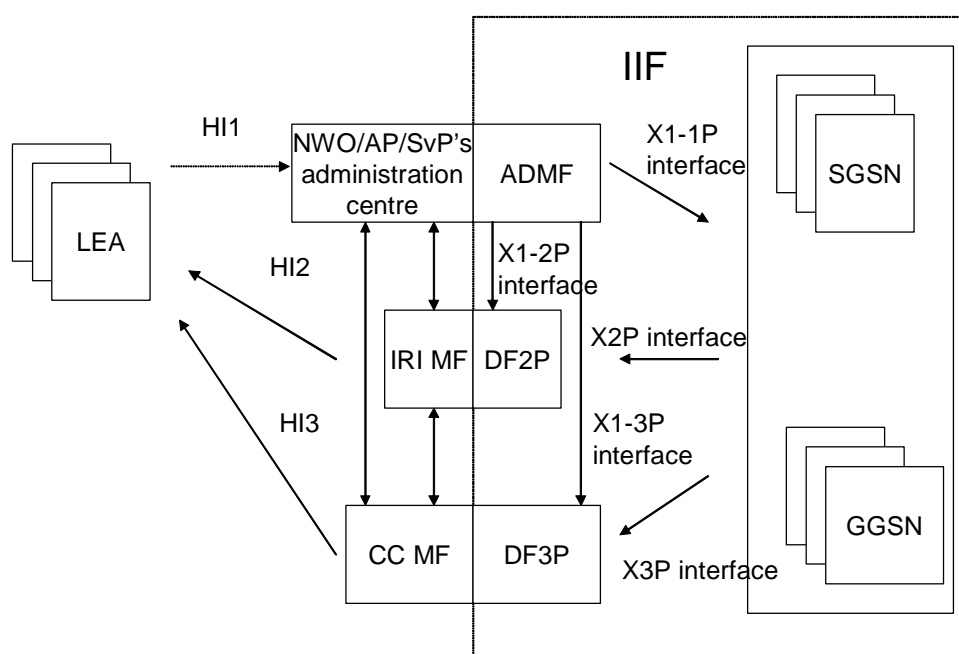 IIF
HI1
NWO/AP/SvP's
administration
centre
ADMF
X1-1P
interface
SGSN
LEA
HI2
X1-2P
interface
IRI MF
DF2P
X2P interface
HI3
X1-3P
interface
CC MF
DF3P
GGSN
X3P interface